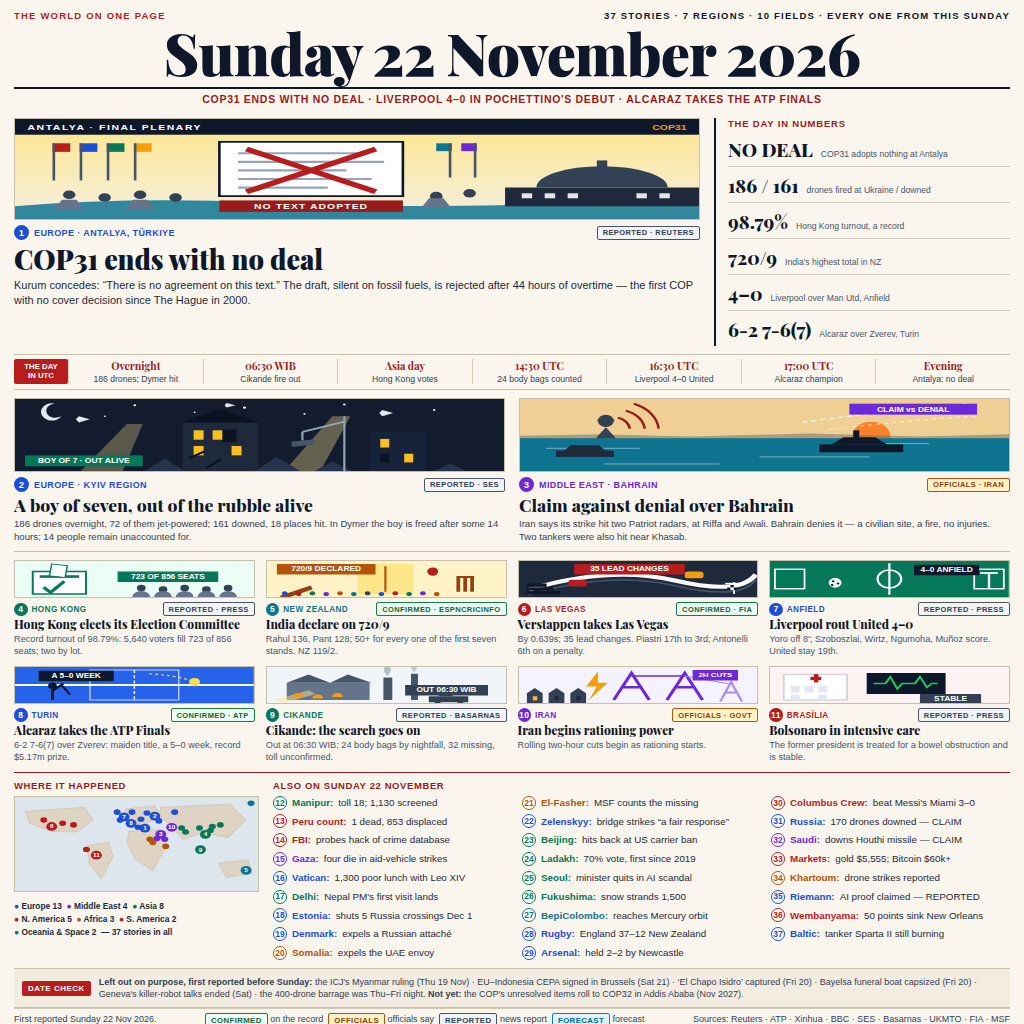 THE WORLD ON ONE PAGE
37 STORIES · 7 REGIONS · 10 FIELDS · EVERY ONE FROM THIS SUNDAY
Sunday 22 November 2026
COP31 ENDS WITH NO DEAL · LIVERPOOL 4–0 IN POCHETTINO'S DEBUT · ALCARAZ TAKES THE ATP FINALS
ANTALYA · FINAL PLENARY
COP31
NO TEXT ADOPTED
1 EUROPE · ANTALYA, TÜRKIYE
REPORTED · REUTERS
COP31 ends with no deal
Kurum concedes: “There is no agreement on this text.” The draft, silent on fossil fuels, is rejected after 44 hours of overtime — the first COP
with no cover decision since The Hague in 2000.
THE DAY IN NUMBERS
NO DEAL COP31 adopts nothing at Antalya
186 / 161 drones fired at Ukraine / downed
98.79% Hong Kong turnout, a record
720/9 India's highest total in NZ
4–0 Liverpool over Man Utd, Anfield
6–2 7–6(7) Alcaraz over Zverev, Turin
THE DAY
IN UTC
Overnight
186 drones; Dymer hit
06:30 WIB
Cikande fire out
Asia day
Hong Kong votes
14:30 UTC
24 body bags counted
16:30 UTC
Liverpool 4–0 United
17:00 UTC
Alcaraz champion
Evening
Antalya: no deal
BOY OF 7 · OUT ALIVE
2 EUROPE · KYIV REGION
REPORTED · SES
A boy of seven, out of the rubble alive
186 drones overnight, 72 of them jet-powered; 161 downed, 18 places hit. In Dymer the boy is freed after some 14
hours; 14 people remain unaccounted for.
CLAIM vs DENIAL
3 MIDDLE EAST · BAHRAIN
OFFICIALS · IRAN
Claim against denial over Bahrain
Iran says its strike hit two Patriot radars, at Riffa and Awali. Bahrain denies it — a civilian site, a fire, no injuries.
Two tankers were also hit near Khasab.
723 OF 856 SEATS
4 HONG KONG
REPORTED · PRESS
Hong Kong elects its Election Committee
Record turnout of 98.79%: 5,640 voters fill 723 of 856
seats; two by lot.
720/9 DECLARED
5 NEW ZEALAND
CONFIRMED · ESPNCRICINFO
India declare on 720/9
Rahul 136, Pant 128; 50+ for every one of the first seven
stands. NZ 119/2.
35 LEAD CHANGES
6 LAS VEGAS
CONFIRMED · FIA
Verstappen takes Las Vegas
By 0.639s; 35 lead changes. Piastri 17th to 3rd; Antonelli
6th on a penalty.
4–0 ANFIELD
7 ANFIELD
REPORTED · PRESS
Liverpool rout United 4–0
Yoro off 8'; Szoboszlai, Wirtz, Ngumoha, Muñoz score.
United stay 19th.
A 5–0 WEEK
8 TURIN
CONFIRMED · ATP
Alcaraz takes the ATP Finals
6-2 7-6(7) over Zverev: maiden title, a 5–0 week, record
$5.17m prize.
OUT 06:30 WIB
9 CIKANDE
REPORTED · BASARNAS
Cikande: the search goes on
Out at 06:30 WIB; 24 body bags by nightfall, 32 missing,
toll unconfirmed.
2H CUTS
10 IRAN
OFFICIALS · GOVT
Iran begins rationing power
Rolling two-hour cuts begin as rationing starts.
STABLE
11 BRASÍLIA
REPORTED · PRESS
Bolsonaro in intensive care
The former president is treated for a bowel obstruction and
is stable.
WHERE IT HAPPENED
7
8
2
1
10
3
4
6
9
11
5
● Europe 13 ● Middle East 4 ● Asia 8
● N. America 5 ● Africa 3 ● S. America 2
● Oceania & Space 2 — 37 stories in all
ALSO ON SUNDAY 22 NOVEMBER
12 Manipur: toll 18; 1,130 screened
13 Peru count: 1 dead, 853 displaced
14 FBI: probes hack of crime database
15 Gaza: four die in aid-vehicle strikes
16 Vatican: 1,300 poor lunch with Leo XIV
17 Delhi: Nepal PM's first visit lands
18 Estonia: shuts 5 Russia crossings Dec 1
19 Denmark: expels a Russian attaché
20 Somalia: expels the UAE envoy
21 El-Fasher: MSF counts the missing
22 Zelenskyy: bridge strikes “a fair response”
23 Beijing: hits back at US carrier ban
24 Ladakh: 70% vote, first since 2019
25 Seoul: minister quits in AI scandal
26 Fukushima: snow strands 1,500
27 BepiColombo: reaches Mercury orbit
28 Rugby: England 37–12 New Zealand
29 Arsenal: held 2–2 by Newcastle
30 Columbus Crew: beat Messi's Miami 3–0
31 Russia: 170 drones downed — CLAIM
32 Saudi: downs Houthi missile — CLAIM
33 Markets: gold $5,555; Bitcoin $60k+
34 Khartoum: drone strikes reported
35 Riemann: AI proof claimed — REPORTED
36 Wembanyama: 50 points sink New Orleans
37 Baltic: tanker Sparta II still burning
DATE CHECK
Left out on purpose, reported before Sunday: the ICJ's Myanmar ruling (Thu 19 Nov) · EU–Indonesia CEPA signed in Brussels (Sat 21) · 'El Chapo Isidro' captured (Fri 20) · Bayelsa funeral boat capsized (Fri 20) ·
Geneva's killer-robot talks ended (Sat) · the 400-drone barrage was Thu–Fri night. Not yet: the COP's unresolved items roll to COP32 in Addis Ababa (Nov 2027).
First reported Sunday 22 Nov 2026.
CONFIRMED on the record OFFICIALS officials say REPORTED news report FORECAST forecast
Sources: Reuters · ATP · Xinhua · BBC · SES · Basarnas · UKMTO · FIA · MSF